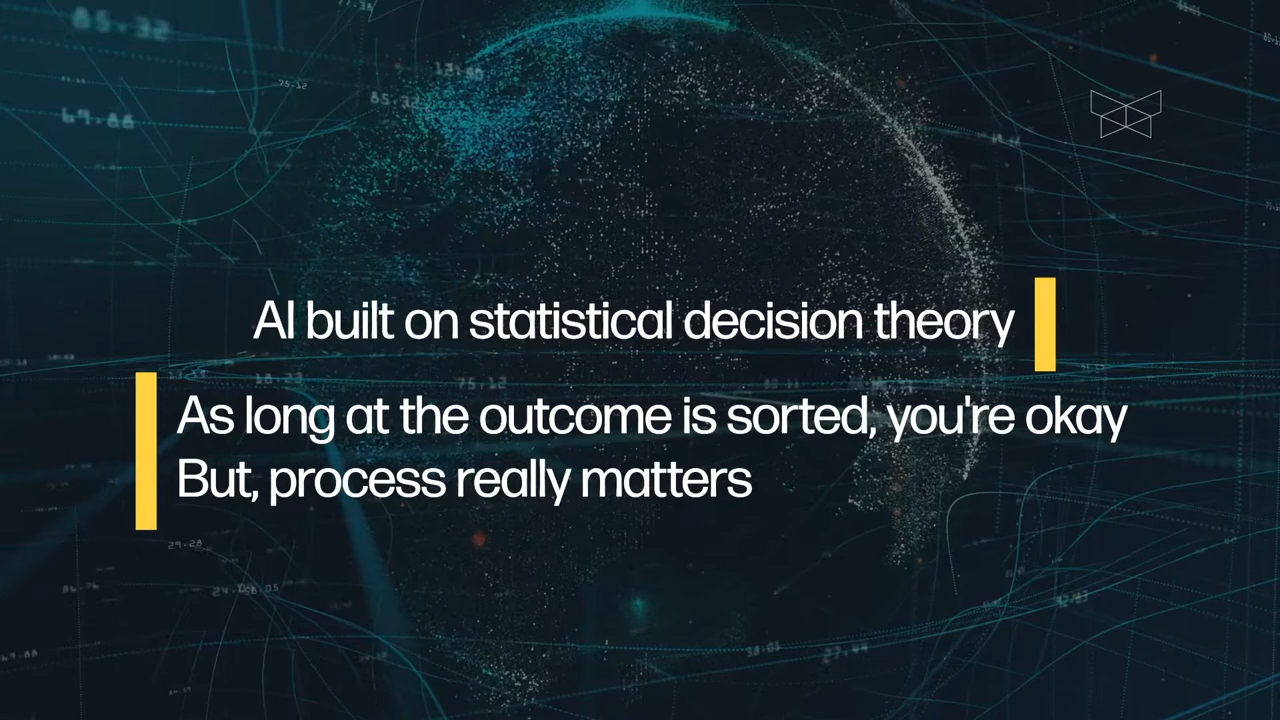 AI built on statistical decision theory
As long at the outcome is sorted, you're okay
But, process really matters